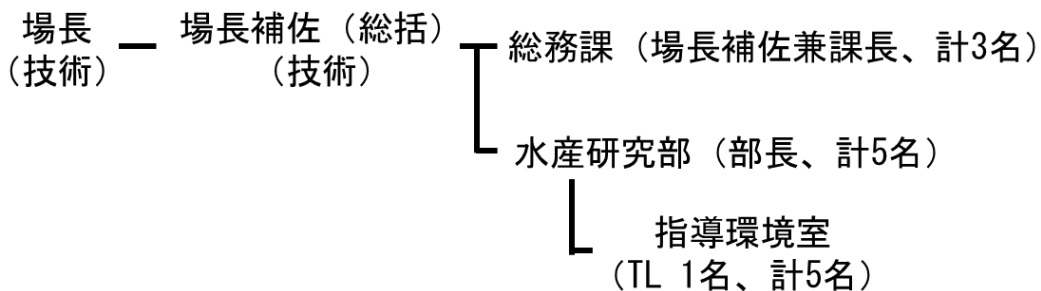 場長
（技術）
場長補佐（総括）
（技術）
総務課（場長補佐兼課長、計3名）
水産研究部（部長、計5名）
指導環境室
（TL 1名、計5名）